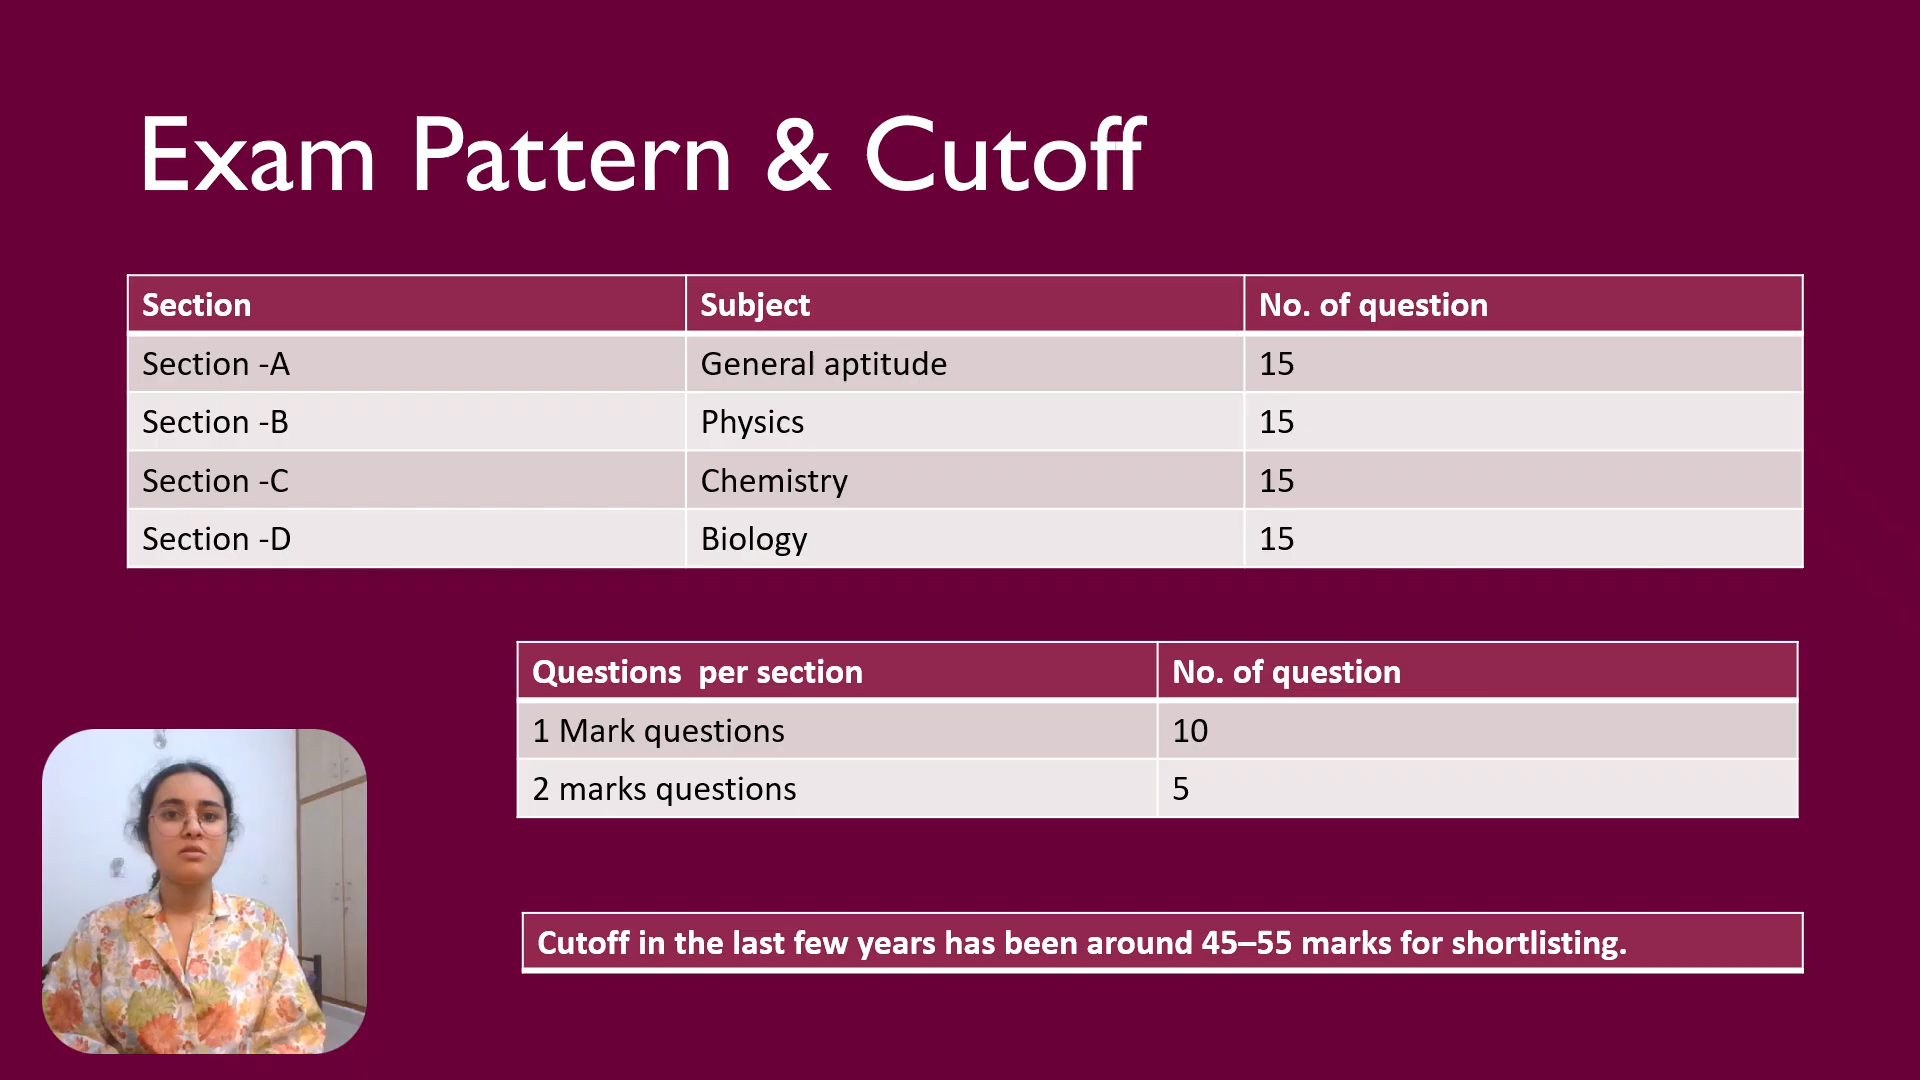 Exam Pattern & Cutoff
Section Subject No. of question
Section -A General aptitude 15
Section -B Physics 15
Section -C Chemistry 15
Section -D Biology 15
Questions  per section No. of question
1 Mark questions 10
2 marks questions 5
Cutoff in the last few years has been around 45–55 marks for shortlisting.